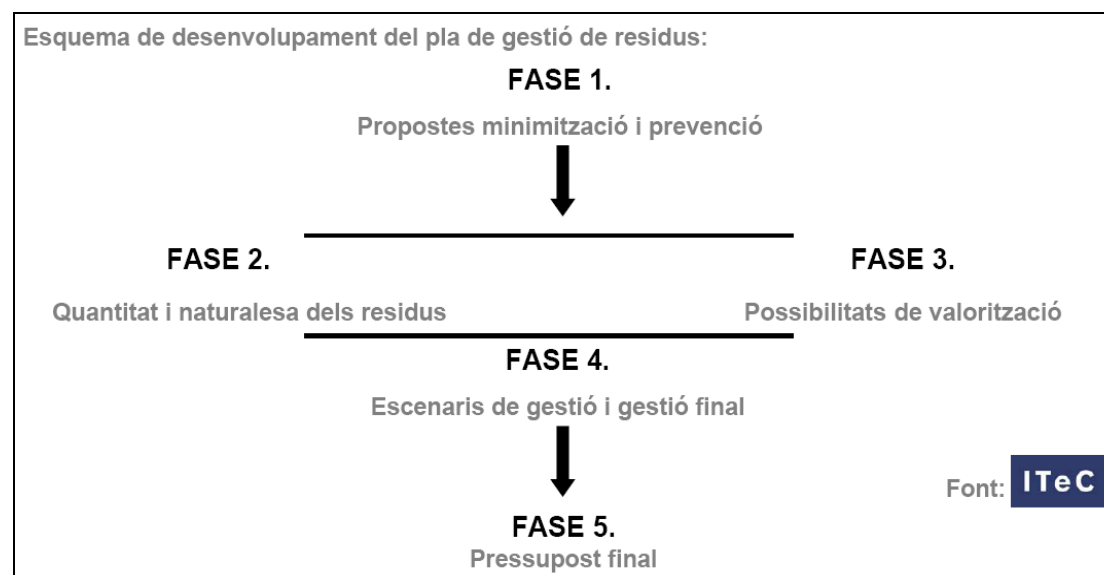 Esquema de desenvolupament del pla de gestió de residus:
FASE 1.
Propostes minimització i prevenció
FASE 2.
FASE 3.
Quantitat i naturalesa dels residus
Possibilitats de valorització
FASE 4.
Escenaris de gestió i gestió final
Font: ITeC
FASE 5.
Pressupost final